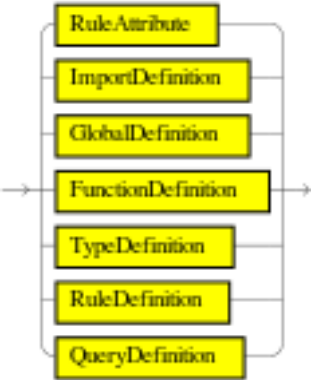 RuleAttribute
ImportDefinition
GlobalDefinition
FunctionDefinition
TypeDefinition
RuleDefinition
QueryDefinition